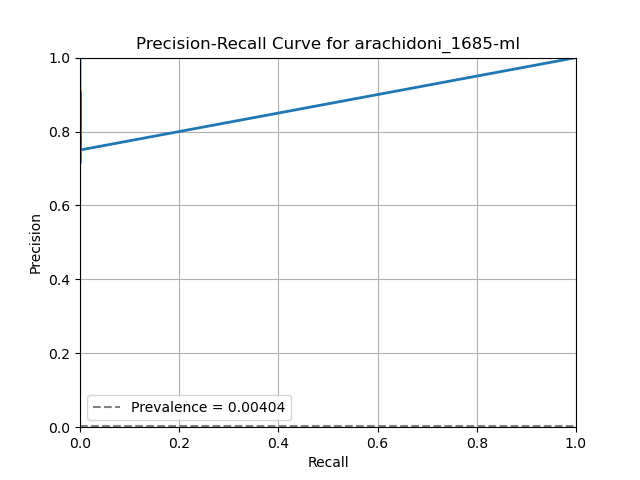 Precision-Recall Curve for arachidoni_1685-ml
1.0
0.8
0.6
0.4
0.2
0.0
Precision
Prevalence = 0.00404
0.0 0.2 0.4 0.6 0.8 1.0
Recall